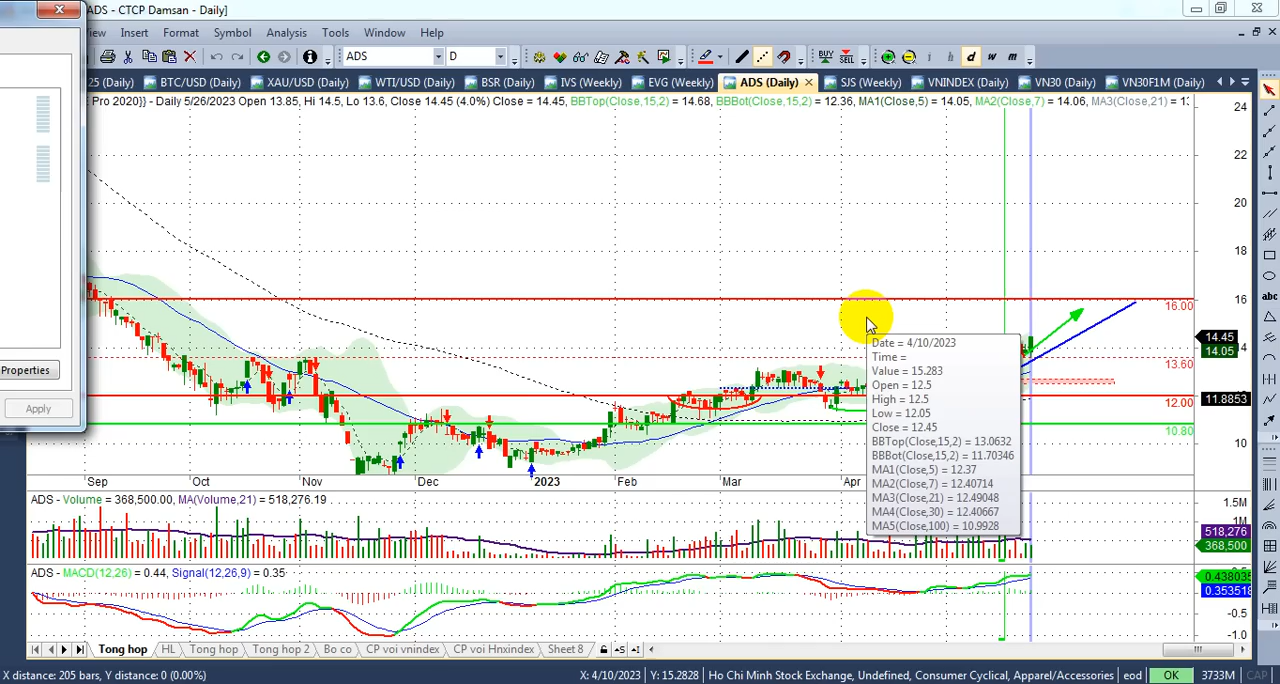 ADS - CTCP Damsan - Daily]
iew Insert Format Symbol Analysis Tools Window Help
ADS D BUY SELL i h d w m
25 (Daily) BTC/USD (Daily) XAU/USD (Daily) WTI/USD (Daily) BSR (Daily) IVS (Weekly) EVG (Weekly) ADS (Daily) SJS (Weekly) VNINDEX (Daily) VN30 (Daily) VN30F1M (Daily)
Pro 2020)) - Daily 5/26/2023 Open 13.85, Hi 14.5, Lo 13.6, Close 14.45 (4.0%) Close = 14.45, BBTop(Close,15,2) = 14.68, BBBot(Close,15,2) = 12.36, MA1(Close,5) = 14.05, MA2(Close,7) = 14.06, MA3(Close,21) = 1
24
22
20
18
16
16.00
14.45
14
14.05
13.60
12
11.8853
12.00
10.80
10
Date = 4/10/2023
Time =
Value = 15.283
Open = 12.5
High = 12.5
Low = 12.05
Close = 12.45
BBTop(Close,15,2) = 13.0632
BBBot(Close,15,2) = 11.70346
MA1(Close,5) = 12.37
MA2(Close,7) = 12.40714
MA3(Close,21) = 12.49048
MA4(Close,30) = 12.40667
MA5(Close,100) = 10.9928
Properties
Apply
abc
Sep Oct Nov Dec 2023 Feb Mar Apr
ADS - Volume = 368,500.00, MA(Volume,21) = 518,276.19
1.5M
1M
518,276
368,500
ADS - MACD(12,26) = 0.44, Signal(12,26,9) = 0.35
0.438035
0.353518
-0.5
-1.0
Tong hop HL Tong hop Tong hop 2 Bo co CP voi vnindex CP voi Hnxindex Sheet 8
X distance: 205 bars, Y distance: 0 (0.00%) X: 4/10/2023 Y: 15.2828 Ho Chi Minh Stock Exchange, Undefined, Consumer Cyclical, Apparel/Accessories eod OK 3733M CAP